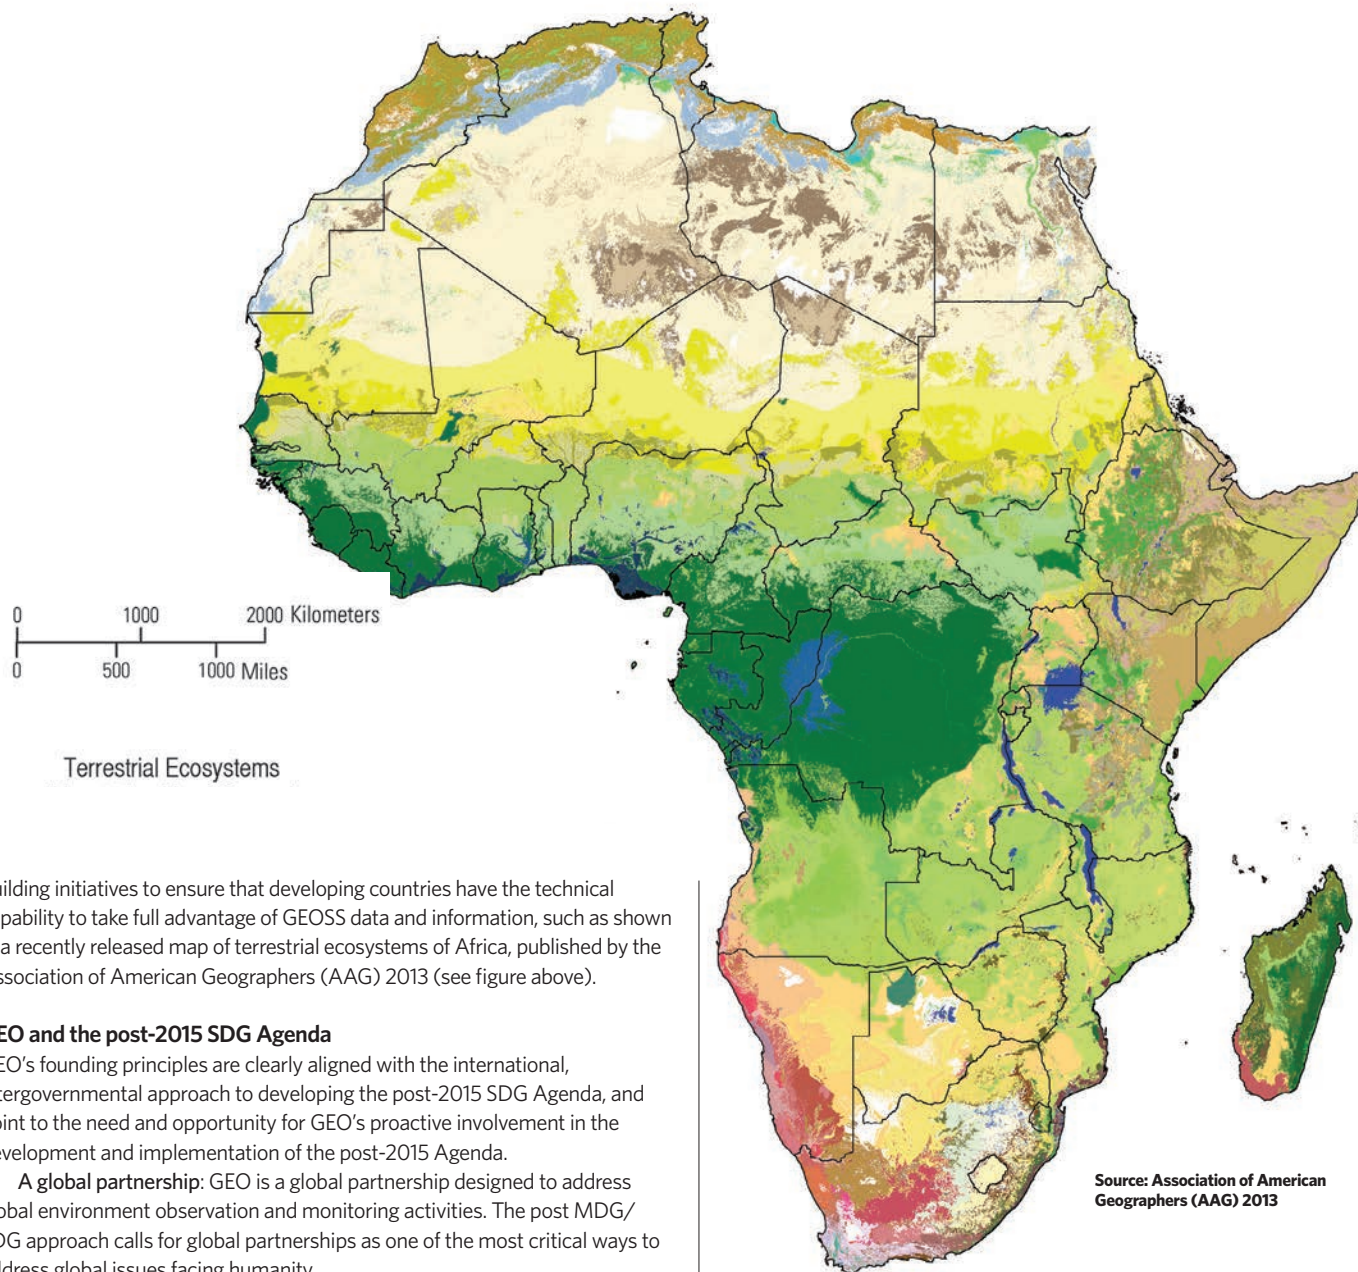 0 1000 2000 Kilometers
0 500 1000 Miles
Terrestrial Ecosystems
uilding initiatives to ensure that developing countries have the technical
pability to take full advantage of GEOSS data and information, such as shown
a recently released map of terrestrial ecosystems of Africa, published by the
ssociation of American Geographers (AAG) 2013 (see figure above).
EO and the post-2015 SDG Agenda
EO’s founding principles are clearly aligned with the international,
tergovernmental approach to developing the post-2015 SDG Agenda, and
oint to the need and opportunity for GEO’s proactive involvement in the
evelopment and implementation of the post-2015 Agenda.
A global partnership: GEO is a global partnership designed to address
obal environment observation and monitoring activities. The post MDG/
DG approach calls for global partnerships as one of the most critical ways to
ddress global issues facing humanity.
Source: Association of American
Geographers (AAG) 2013